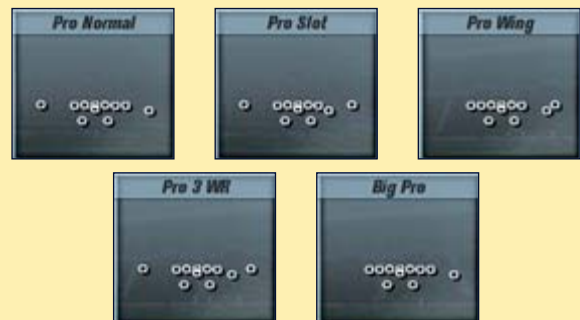 Pro Normal
Pro Slot
Pro Wing
Pro 3 WR
Big Pro